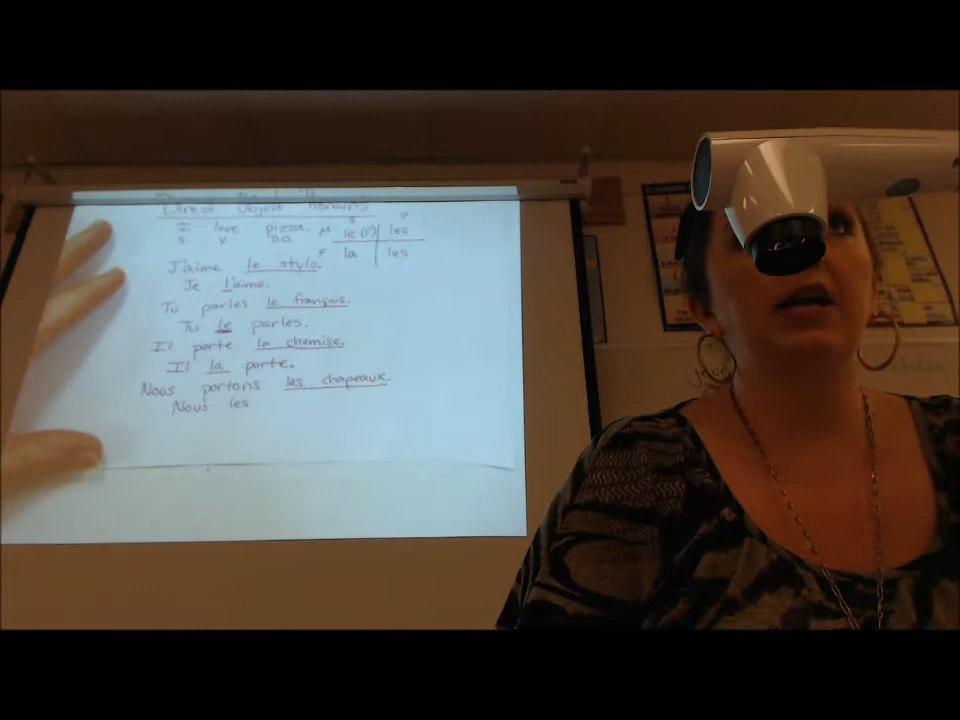 Direct Object Pronouns
S P
I love pizza. M le (l') les
S V D.O. F la les
J'aime le stylo.
Je l'aime.
Tu parles le français.
Tu le parles.
Il porte la chemise.
Il la porte.
Nous portons les chapeaux.
Nous les